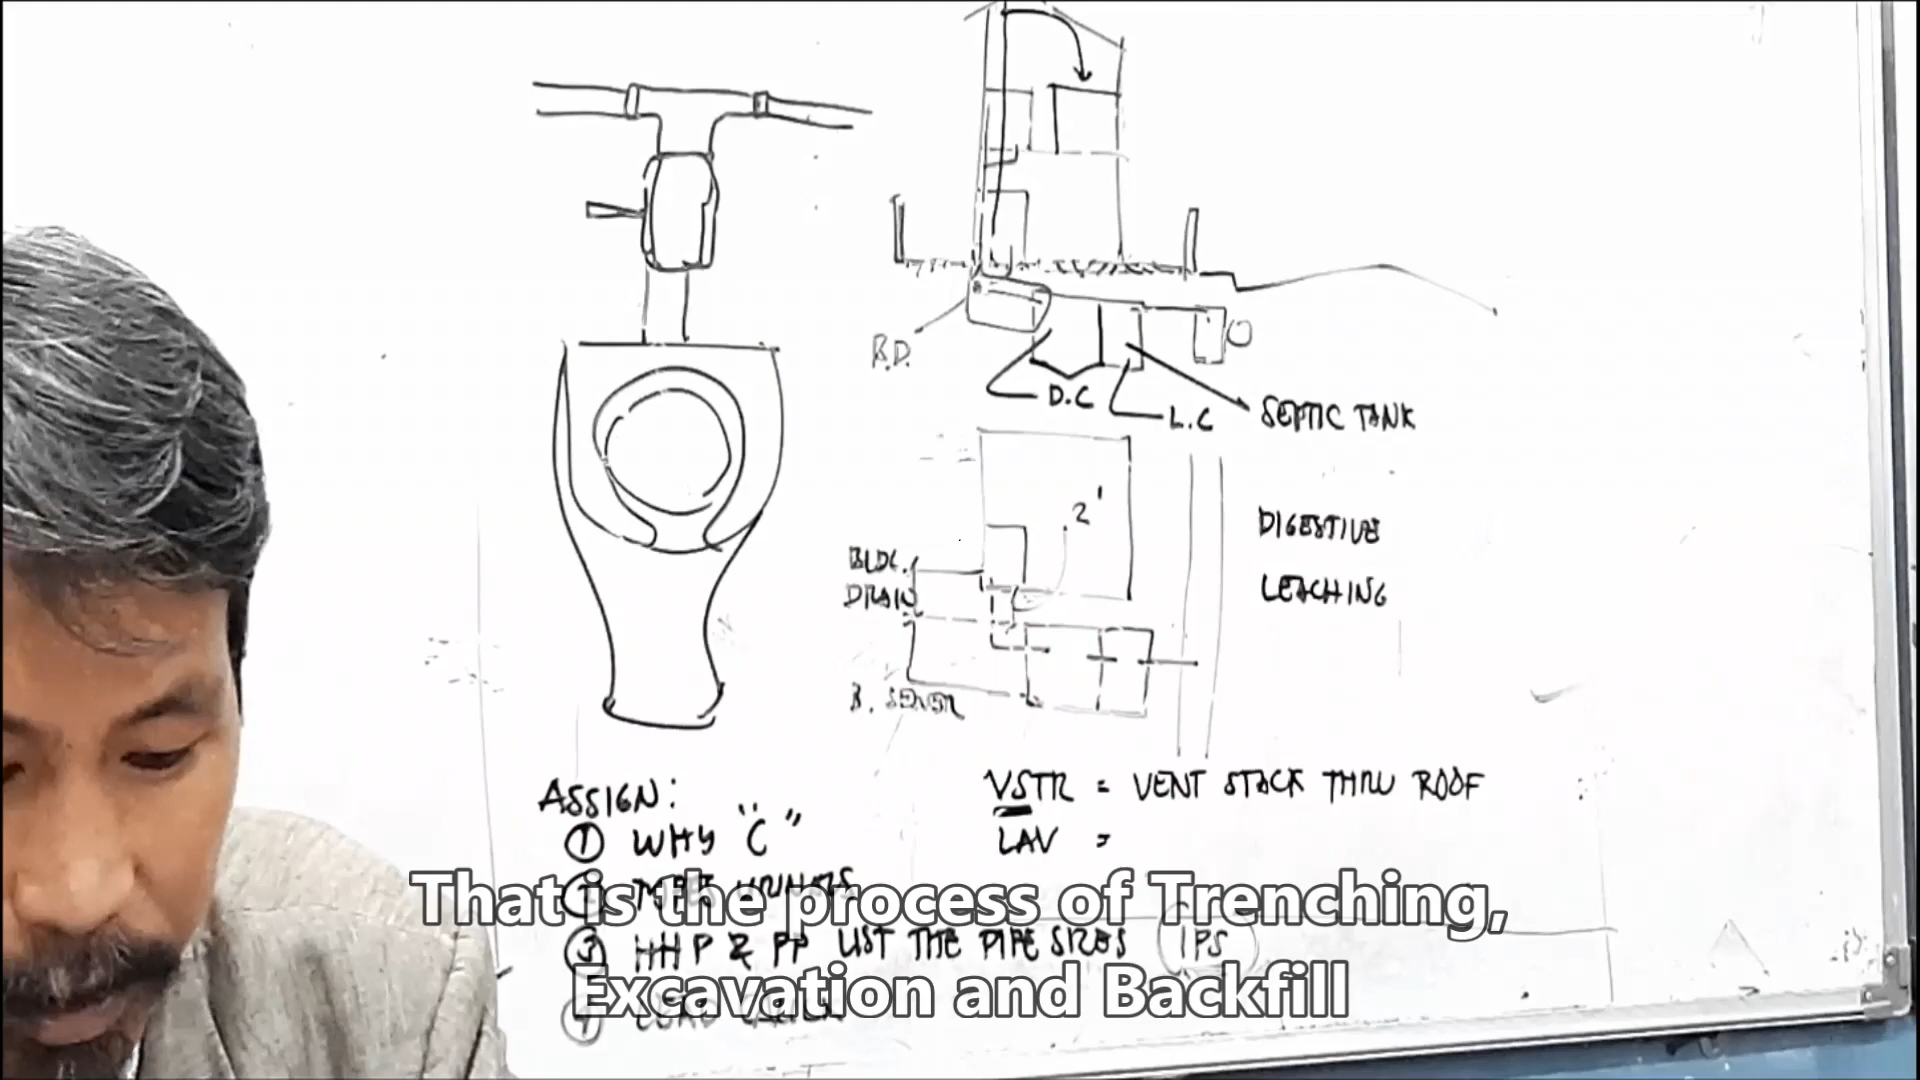 B.D.
D.C
L.C
SEPTIC TANK
2'
DIGESTIVE
LEACHING
BLDG.
DRAIN
B. SEWER
ASSIGN:
① WHY "C"
③ HHP & PP LIST THE PIPE SIZES IPS
④
VSTR = VENT STACK THRU ROOF
LAV =
That is the process of Trenching,
Excavation and Backfill